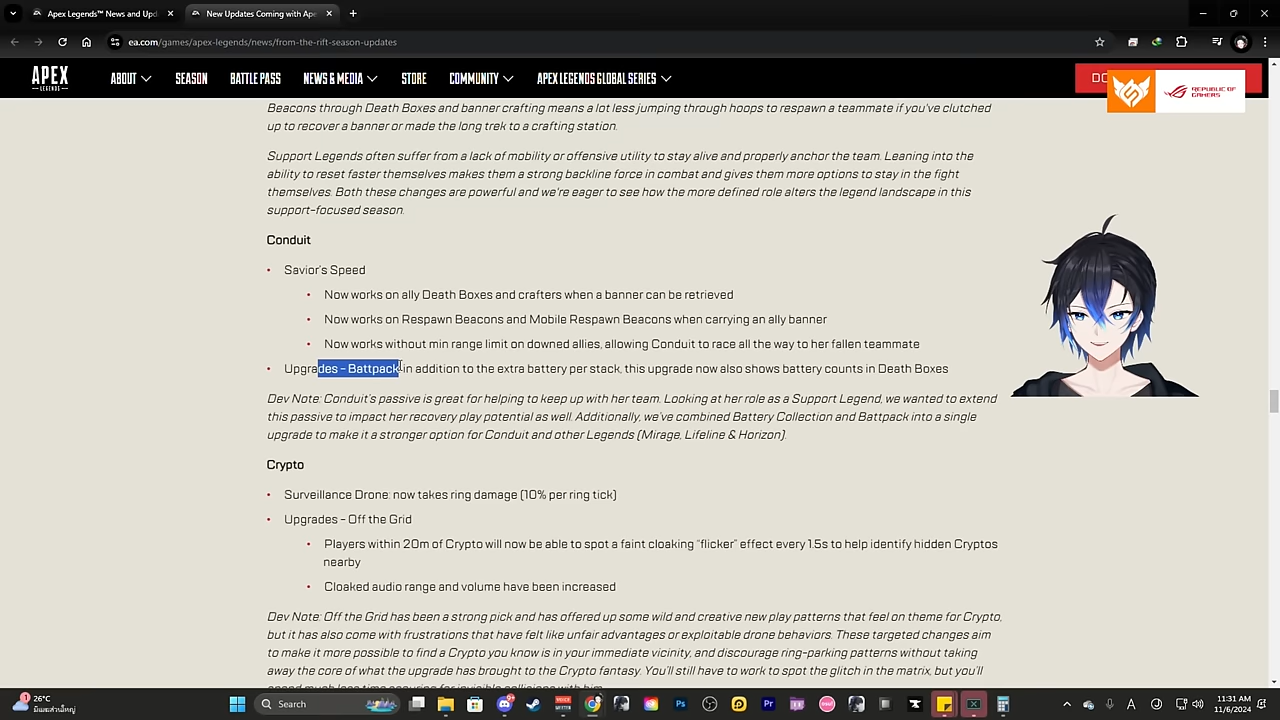 Apex Legends™ News and Upd
New Updates Coming with Ape
ea.com/games/apex-legends/news/from-the-rift-season-updates
APEX
LEGENDS
ABOUT
SEASON
BATTLE PASS
NEWS & MEDIA
STORE
COMMUNITY
APEX LEGENDS GLOBAL SERIES
DO
REPUBLIC OF
GAMERS
Beacons through Death Boxes and banner crafting means a lot less jumping through hoops to respawn a teammate if you've clutched
up to recover a banner or made the long trek to a crafting station.
Support Legends often suffer from a lack of mobility or offensive utility to stay alive and properly anchor the team. Leaning into the
ability to reset faster themselves makes them a strong backline force in combat and gives them more options to stay in the fight
themselves. Both these changes are powerful and we're eager to see how the more defined role alters the legend landscape in this
support-focused season.
Conduit
• Savior's Speed
• Now works on ally Death Boxes and crafters when a banner can be retrieved
• Now works on Respawn Beacons and Mobile Respawn Beacons when carrying an ally banner
• Now works without min range limit on downed allies, allowing Conduit to race all the way to her fallen teammate
• Upgrades – Battpack: in addition to the extra battery per stack, this upgrade now also shows battery counts in Death Boxes
Dev Note: Conduit's passive is great for helping to keep up with her team. Looking at her role as a Support Legend, we wanted to extend
this passive to impact her recovery play potential as well. Additionally, we've combined Battery Collection and Battpack into a single
upgrade to make it a stronger option for Conduit and other Legends (Mirage, Lifeline & Horizon).
Crypto
• Surveillance Drone: now takes ring damage (10% per ring tick)
• Upgrades – Off the Grid
• Players within 20m of Crypto will now be able to spot a faint cloaking "flicker" effect every 1.5s to help identify hidden Cryptos
nearby
• Cloaked audio range and volume have been increased
Dev Note: Off the Grid has been a strong pick and has offered up some wild and creative new play patterns that feel on theme for Crypto,
but it has also come with frustrations that have felt like unfair advantages or exploitable drone behaviors. These targeted changes aim
to make it more possible to find a Crypto you know is in your immediate vicinity, and discourage ring-parking patterns without taking
away the core of what the upgrade has brought to the Crypto fantasy. You'll still have to work to spot the glitch in the matrix, but you'll
26°C
มีเมฆส่วนใหญ่
Search
11:31 AM
11/6/2024